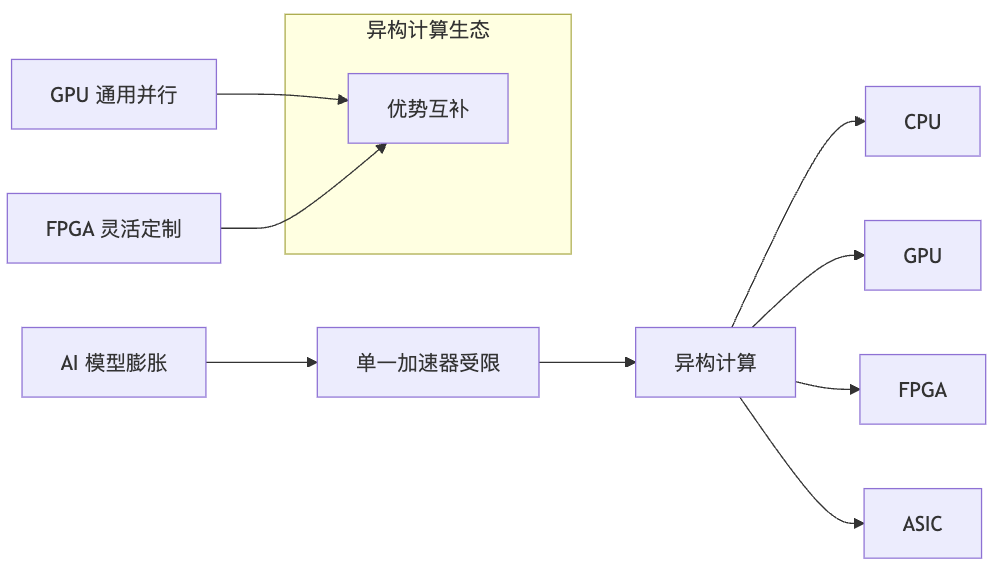 异构计算生态
GPU 通用并行
优势互补
FPGA 灵活定制
AI 模型膨胀
单一加速器受限
异构计算
CPU
GPU
FPGA
ASIC